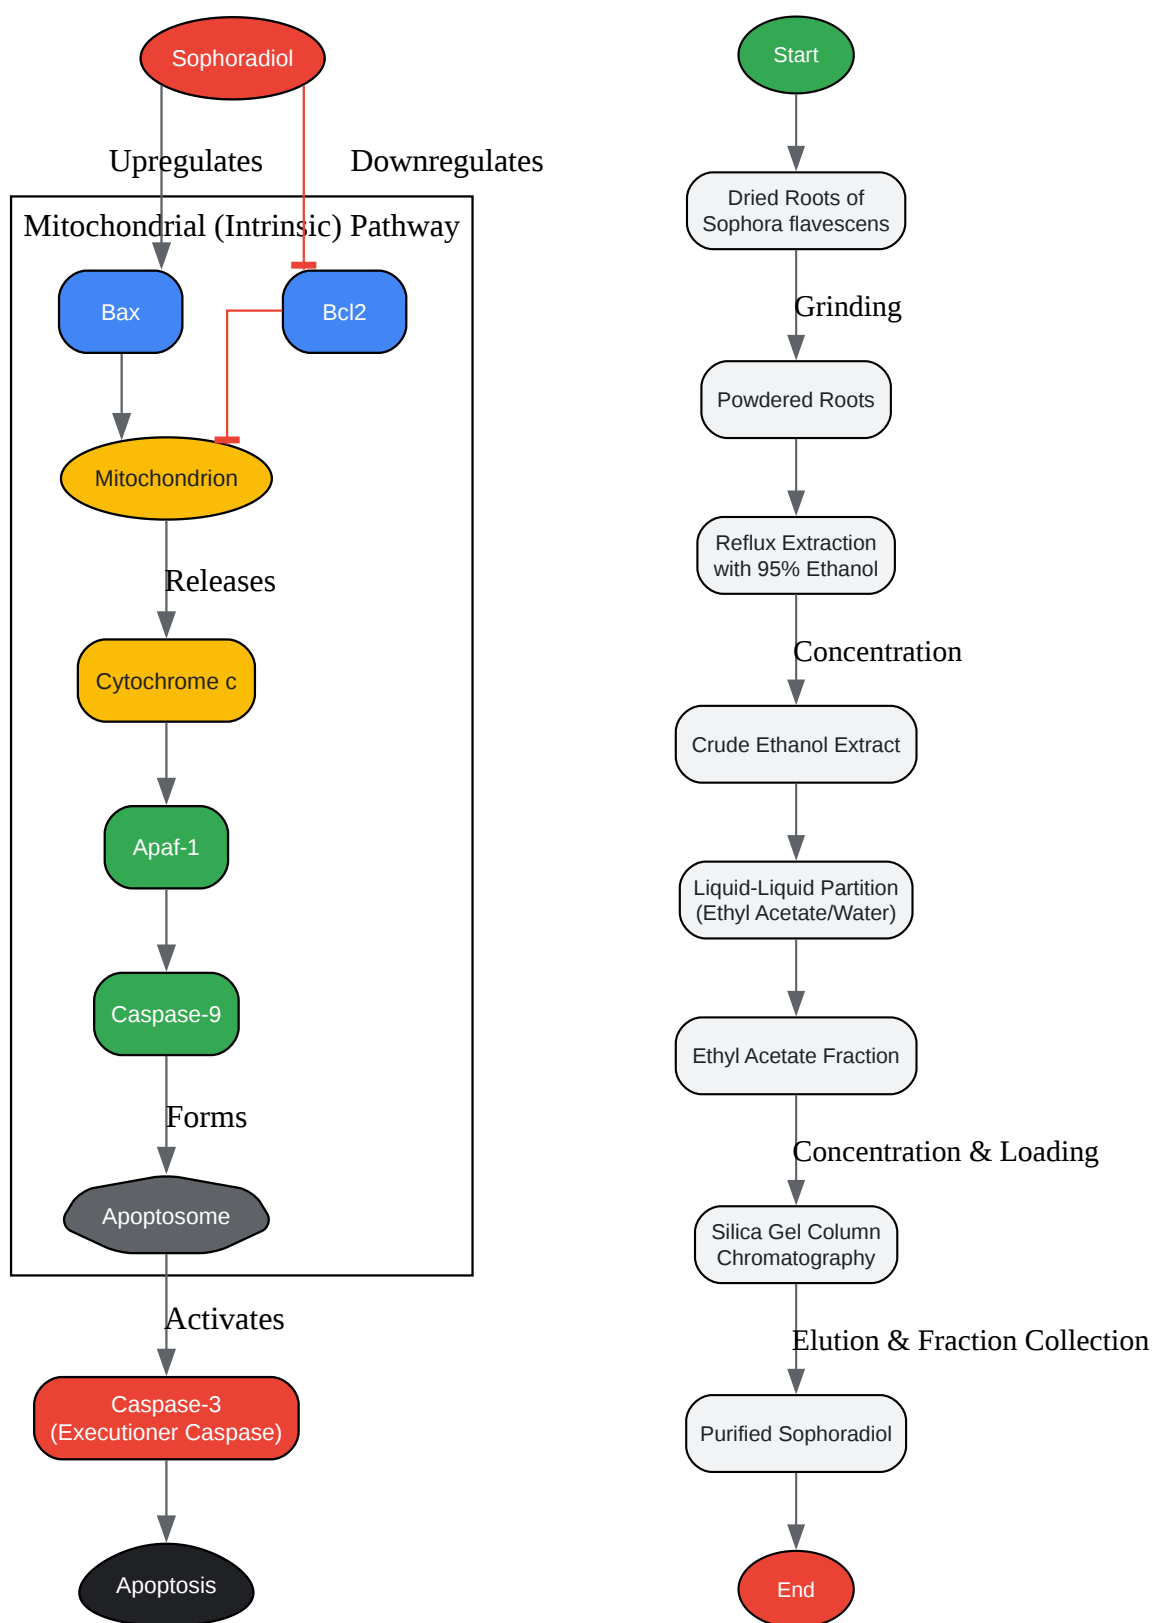 Sophoradiol
Upregulates
Downregulates
Mitochondrial (Intrinsic) Pathway
Bax
Bcl2
Mitochondrion
Releases
Cytochrome c
Apaf-1
Caspase-9
Forms
Apoptosome
Activates
Caspase-3
(Executioner Caspase)
Apoptosis
Start
Dried Roots of
Sophora flavescens
Grinding
Powdered Roots
Reflux Extraction
with 95% Ethanol
Concentration
Crude Ethanol Extract
Liquid-Liquid Partition
(Ethyl Acetate/Water)
Ethyl Acetate Fraction
Concentration & Loading
Silica Gel Column
Chromatography
Elution & Fraction Collection
Purified Sophoradiol
End